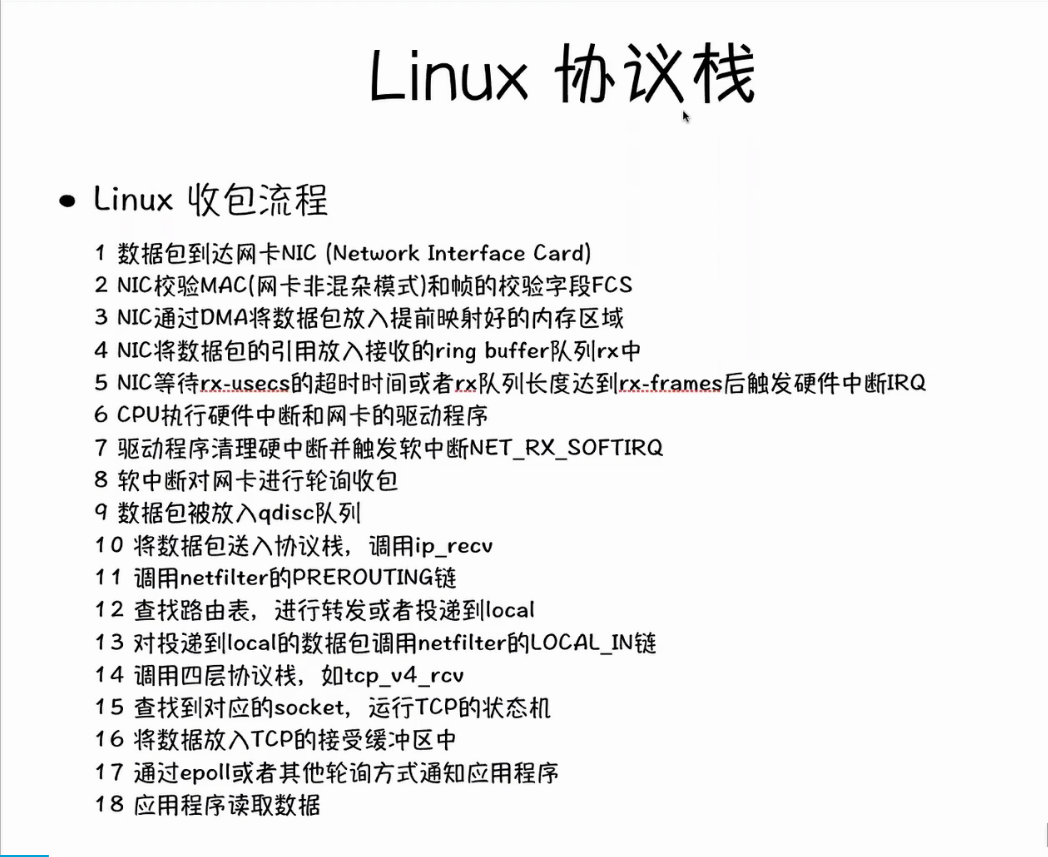 Linux 协议栈
• Linux 收包流程
1 数据包到达网卡NIC (Network Interface Card)
2 NIC校验MAC(网卡非混杂模式)和帧的校验字段FCS
3 NIC通过DMA将数据包放入提前映射好的内存区域
4 NIC将数据包的引用放入接收的ring buffer队列rx中
5 NIC等待rx-usecs的超时时间或者rx队列长度达到rx-frames后触发硬件中断IRQ
6 CPU执行硬件中断和网卡的驱动程序
7 驱动程序清理硬中断并触发软中断NET_RX_SOFTIRQ
8 软中断对网卡进行轮询收包
9 数据包被放入qdisc队列
10 将数据包送入协议栈，调用ip_recv
11 调用netfilter的PREROUTING链
12 查找路由表，进行转发或者投递到local
13 对投递到local的数据包调用netfilter的LOCAL_IN链
14 调用四层协议栈，如tcp_v4_rcv
15 查找到对应的socket，运行TCP的状态机
16 将数据放入TCP的接受缓冲区中
17 通过epoll或者其他轮询方式通知应用程序
18 应用程序读取数据